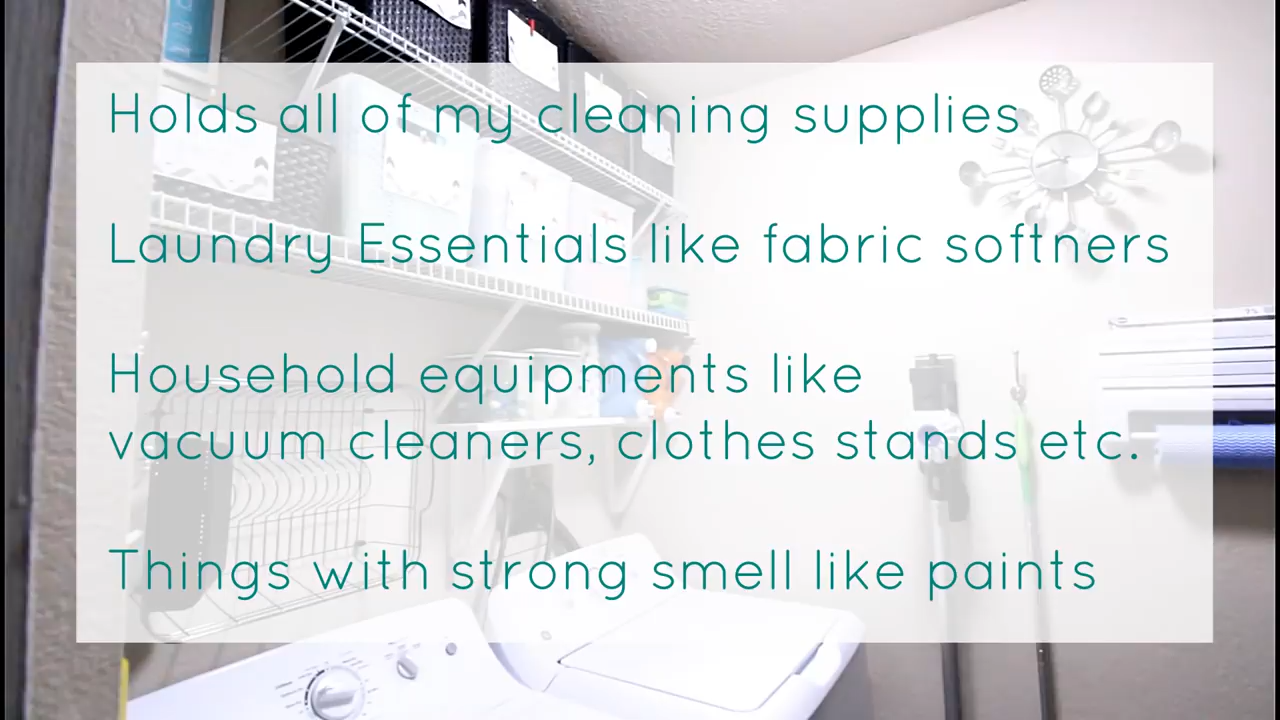 Holds all of my cleaning supplies
Laundry Essentials like fabric softners
Household equipments like
vacuum cleaners, clothes stands etc.
Things with strong smell like paints